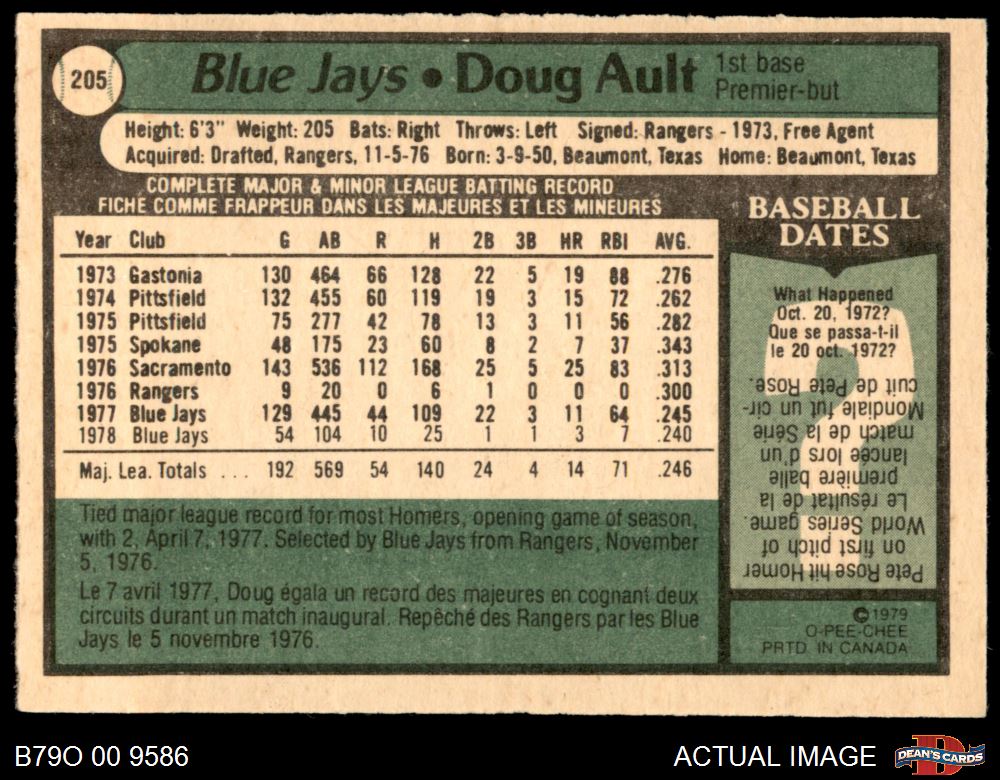 205
Blue Jays • Doug Ault
1st base
Premier-but
Height: 6'3" Weight: 205 Bats: Right Throws: Left Signed: Rangers - 1973, Free Agent
Acquired: Drafted, Rangers, 11-5-76 Born: 3-9-50, Beaumont, Texas Home: Beaumont, Texas
COMPLETE MAJOR & MINOR LEAGUE BATTING RECORD
FICHE COMME FRAPPEUR DANS LES MAJEURES ET LES MINEURES
Year Club G AB R H 2B 3B HR RBI AVG.
1973 Gastonia 130 464 66 128 22 5 19 88 .276
1974 Pittsfield 132 455 60 119 19 3 15 72 .262
1975 Pittsfield 75 277 42 78 13 3 11 56 .282
1975 Spokane 48 175 23 60 8 2 7 37 .343
1976 Sacramento 143 536 112 168 25 5 25 83 .313
1976 Rangers 9 20 0 6 1 0 0 0 .300
1977 Blue Jays 129 445 44 109 22 3 11 64 .245
1978 Blue Jays 54 104 10 25 1 1 3 7 .240
Maj. Lea. Totals ... 192 569 54 140 24 4 14 71 .246
Tied major league record for most Homers, opening game of season,
with 2, April 7, 1977. Selected by Blue Jays from Rangers, November
5, 1976.
Le 7 avril 1977, Doug égala un record des majeures en cognant deux
circuits durant un match inaugural. Repêché des Rangers par les Blue
Jays le 5 novembre 1976.
BASEBALL
DATES
What Happened
Oct. 20, 1972?
Que se passa-t-il
le 20 oct. 1972?
Pete Rose hit Homer
on first pitch of
World Series game.
Le résultat de la
première balle
lancée lors d'un
match de la Série
Mondiale fut un cir-
cuit de Pete Rose.
©1979
O-PEE-CHEE
PRTD. IN CANADA
B79O 00 9586
ACTUAL IMAGE
D
DEAN'S CARDS